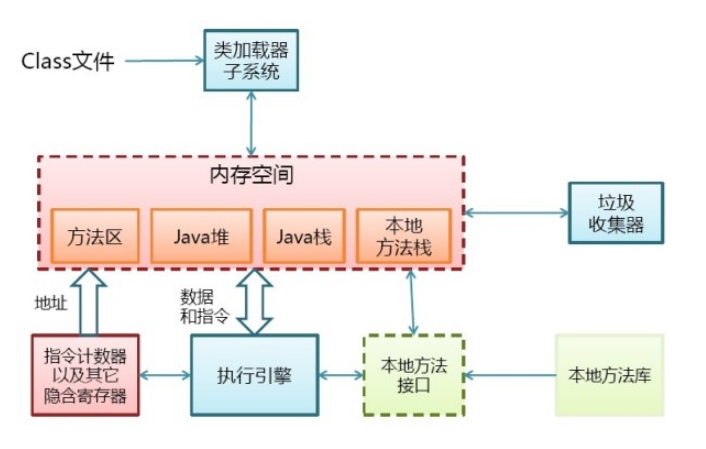 Class文件
类加载器
子系统
内存空间
方法区
Java堆
Java栈
本地
方法栈
垃圾
收集器
地址
数据
和指令
指令计数器
以及其它
隐含寄存器
执行引擎
本地方法
接口
本地方法库